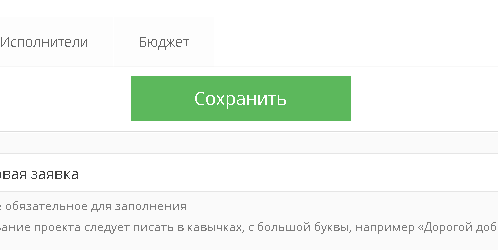 Исполнители Бюджет
Сохранить
заявка
обязательное для заполнения
проекта следует писать в кавычках, с большой буквы, например «Дорогой